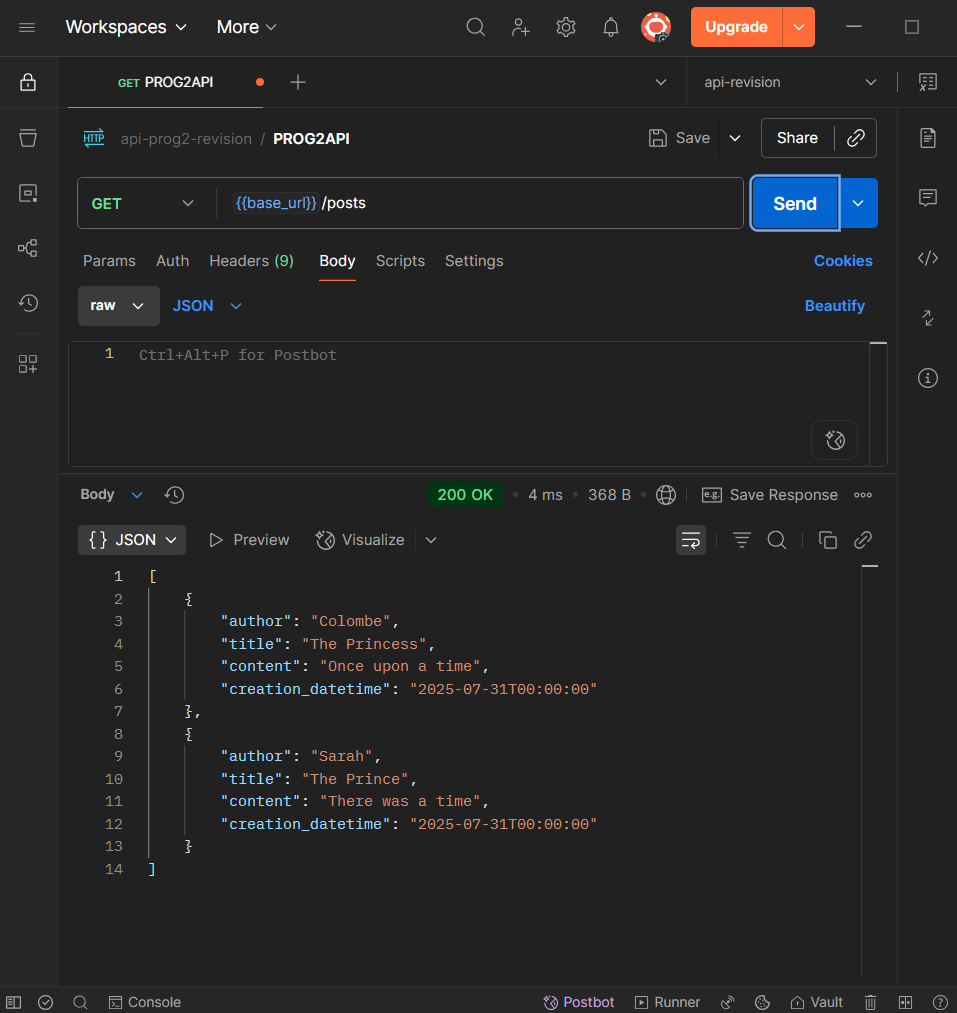 Workspaces More Upgrade
GET PROG2API api-revision
HTTP api-prog2-revision / PROG2API Save Share
GET {{base_url}} /posts Send
Params Auth Headers (9) Body Scripts Settings Cookies
raw JSON Beautify
1 Ctrl+Alt+P for Postbot
Body 200 OK • 4 ms • 368 B • e.g. Save Response
{} JSON Preview Visualize
1 [
2 {
3 "author": "Colombe",
4 "title": "The Princess",
5 "content": "Once upon a time",
6 "creation_datetime": "2025-07-31T00:00:00"
7 },
8 {
9 "author": "Sarah",
10 "title": "The Prince",
11 "content": "There was a time",
12 "creation_datetime": "2025-07-31T00:00:00"
13 }
14 ]
Console Postbot Runner Vault